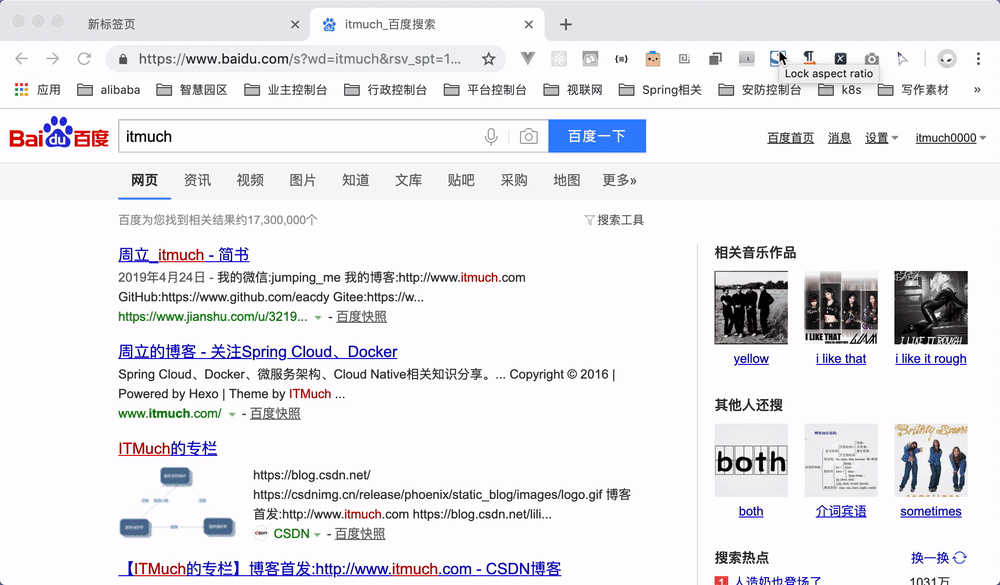 新标签页
itmuch_百度搜索
https://www.baidu.com/s?wd=itmuch&rsv_spt=1...
Lock aspect ratio
应用 alibaba 智慧园区 业主控制台 行政控制台 平台控制台 视联网 Spring相关 安防控制台 k8s 写作素材 »
Bai du 百度
itmuch
百度一下
百度首页 消息 设置 itmuch0000
网页 资讯 视频 图片 知道 文库 贴吧 采购 地图 更多»
百度为您找到相关结果约17,300,000个
搜索工具
周立_itmuch - 简书
2019年4月24日 - 我的微信:jumping_me 我的博客:http://www.itmuch.com
GitHub:https://www.github.com/eacdy Gitee:https://w...
https://www.jianshu.com/u/3219... - 百度快照
周立的博客 - 关注Spring Cloud、Docker
Spring Cloud、Docker、微服务架构、Cloud Native相关知识分享。... Copyright © 2016 |
Powered by Hexo | Theme by ITMuch ...
www.itmuch.com/ - 百度快照
ITMuch的专栏
https://blog.csdn.net/
https://csdnimg.cn/release/phoenix/static_blog/images/logo.gif 博客
首发:http://www.itmuch.com https://blog.csdn.net/lili...
CSDN CSDN - 百度快照
【ITMuch的专栏】博客首发:http://www.itmuch.com - CSDN博客
相关音乐作品
I LIKE THAT
I LIKE IT ROUGH
yellow
i like that
i like it rough
其他人还搜
both
Britney Spears
sometimes
both
介词宾语
sometimes
搜索热点
换一换
1 人造奶也登场了
1031万